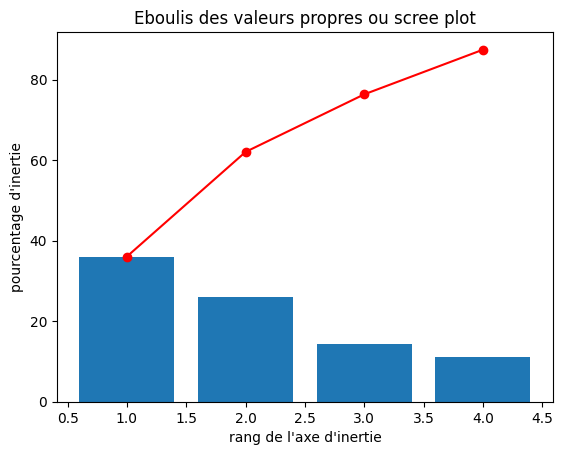 Eboulis des valeurs propres ou scree plot
pourcentage d'inertie
80
60
40
20
0
0.5 1.0 1.5 2.0 2.5 3.0 3.5 4.0 4.5
rang de l'axe d'inertie